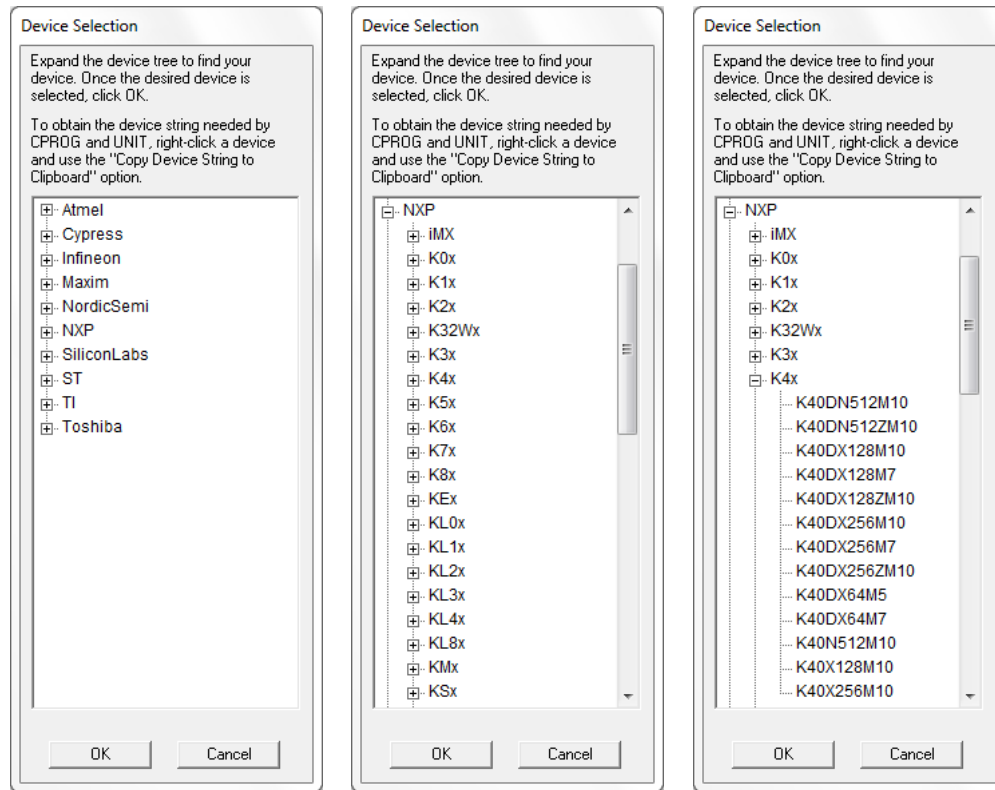 Device Selection
Expand the device tree to find your
device. Once the desired device is
selected, click OK.
To obtain the device string needed by
CPROG and UNIT, right-click a device
and use the "Copy Device String to
Clipboard" option.
Atmel
Cypress
Infineon
Maxim
NordicSemi
NXP
SiliconLabs
ST
TI
Toshiba
OK
Cancel
Device Selection
Expand the device tree to find your
device. Once the desired device is
selected, click OK.
To obtain the device string needed by
CPROG and UNIT, right-click a device
and use the "Copy Device String to
Clipboard" option.
NXP
iMX
K0x
K1x
K2x
K32Wx
K3x
K4x
K5x
K6x
K7x
K8x
KEx
KL0x
KL1x
KL2x
KL3x
KL4x
KL8x
KMx
KSx
OK
Cancel
Device Selection
Expand the device tree to find your
device. Once the desired device is
selected, click OK.
To obtain the device string needed by
CPROG and UNIT, right-click a device
and use the "Copy Device String to
Clipboard" option.
NXP
iMX
K0x
K1x
K2x
K32Wx
K3x
K4x
K40DN512M10
K40DN512ZM10
K40DX128M10
K40DX128M7
K40DX128ZM10
K40DX256M10
K40DX256M7
K40DX256ZM10
K40DX64M5
K40DX64M7
K40N512M10
K40X128M10
K40X256M10
OK
Cancel